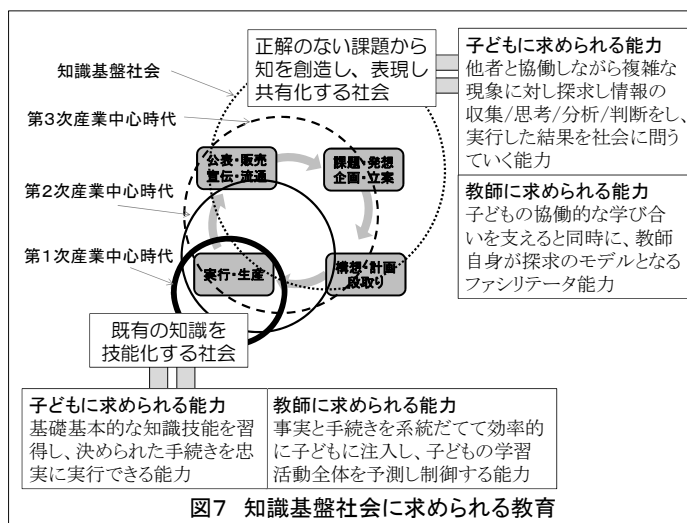 正解のない課題から
知を創造し、表現し
共有化する社会
子どもに求められる能力
他者と協働しながら複雑な
現象に対し探求し情報の
収集/思考/分析/判断をし、
実行した結果を社会に問う
ていく能力
教師に求められる能力
子どもの協働的な学び合
いを支えると同時に、教師
自身が探求のモデルとなる
ファシリテータ能力
知識基盤社会
第3次産業中心時代
第2次産業中心時代
第1次産業中心時代
公表・販売
宣伝・流通
課題・発想
企画・立案
実行・生産
構想・計画
段取り
既有の知識を
技能化する社会
子どもに求められる能力
基礎基本的な知識技能を習
得し、決められた手続きを忠
実に実行できる能力
教師に求められる能力
事実と手続きを系統だてて効率的
に子どもに注入し、子どもの学習
活動全体を予測し制御する能力
図7 知識基盤社会に求められる教育